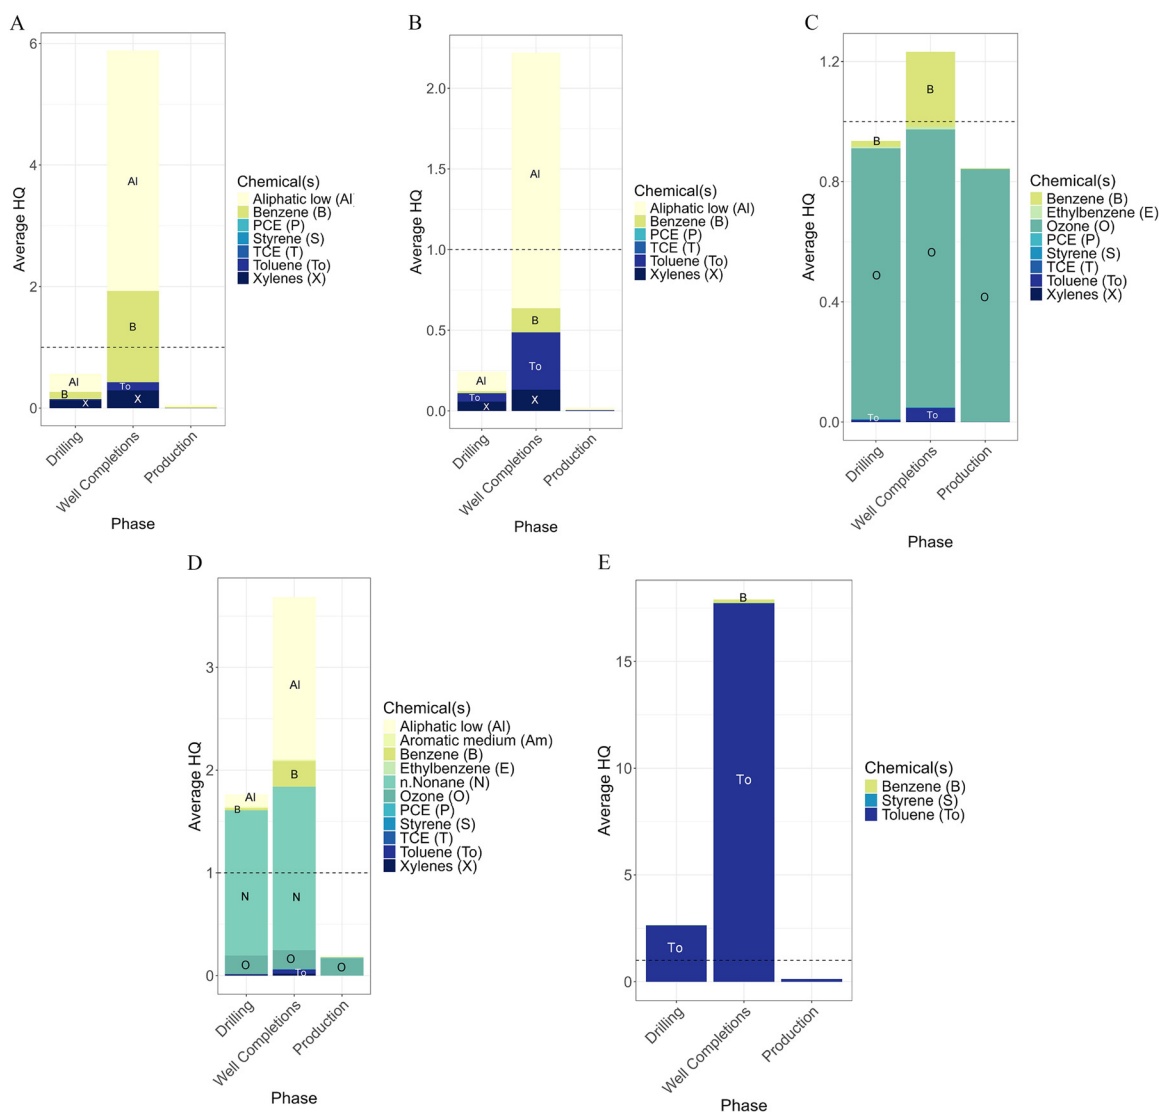 A
Average HQ
6
4
2
0
Al
B
To
X
Al
B
X
Drilling
Well Completions
Production
Phase
Chemical(s)
Aliphatic low (Al)
Benzene (B)
PCE (P)
Styrene (S)
TCE (T)
Toluene (To)
Xylenes (X)
B
Average HQ
2.0
1.5
1.0
0.5
0.0
Al
B
To
X
Al
To
X
Drilling
Well Completions
Production
Phase
Chemical(s)
Aliphatic low (Al)
Benzene (B)
PCE (P)
TCE (T)
Toluene (To)
Xylenes (X)
C
Average HQ
1.2
0.8
0.4
0.0
B
O
To
B
O
To
O
Drilling
Well Completions
Production
Phase
Chemical(s)
Benzene (B)
Ethylbenzene (E)
Ozone (O)
PCE (P)
Styrene (S)
TCE (T)
Toluene (To)
Xylenes (X)
D
Average HQ
3
2
1
0
Al
B
N
O
Al
B
N
O
To
O
Drilling
Well Completions
Production
Phase
Chemical(s)
Aliphatic low (Al)
Aromatic medium (Am)
Benzene (B)
Ethylbenzene (E)
n.Nonane (N)
Ozone (O)
PCE (P)
Styrene (S)
TCE (T)
Toluene (To)
Xylenes (X)
E
Average HQ
15
10
5
0
B
To
To
Drilling
Well Completions
Production
Phase
Chemical(s)
Benzene (B)
Styrene (S)
Toluene (To)